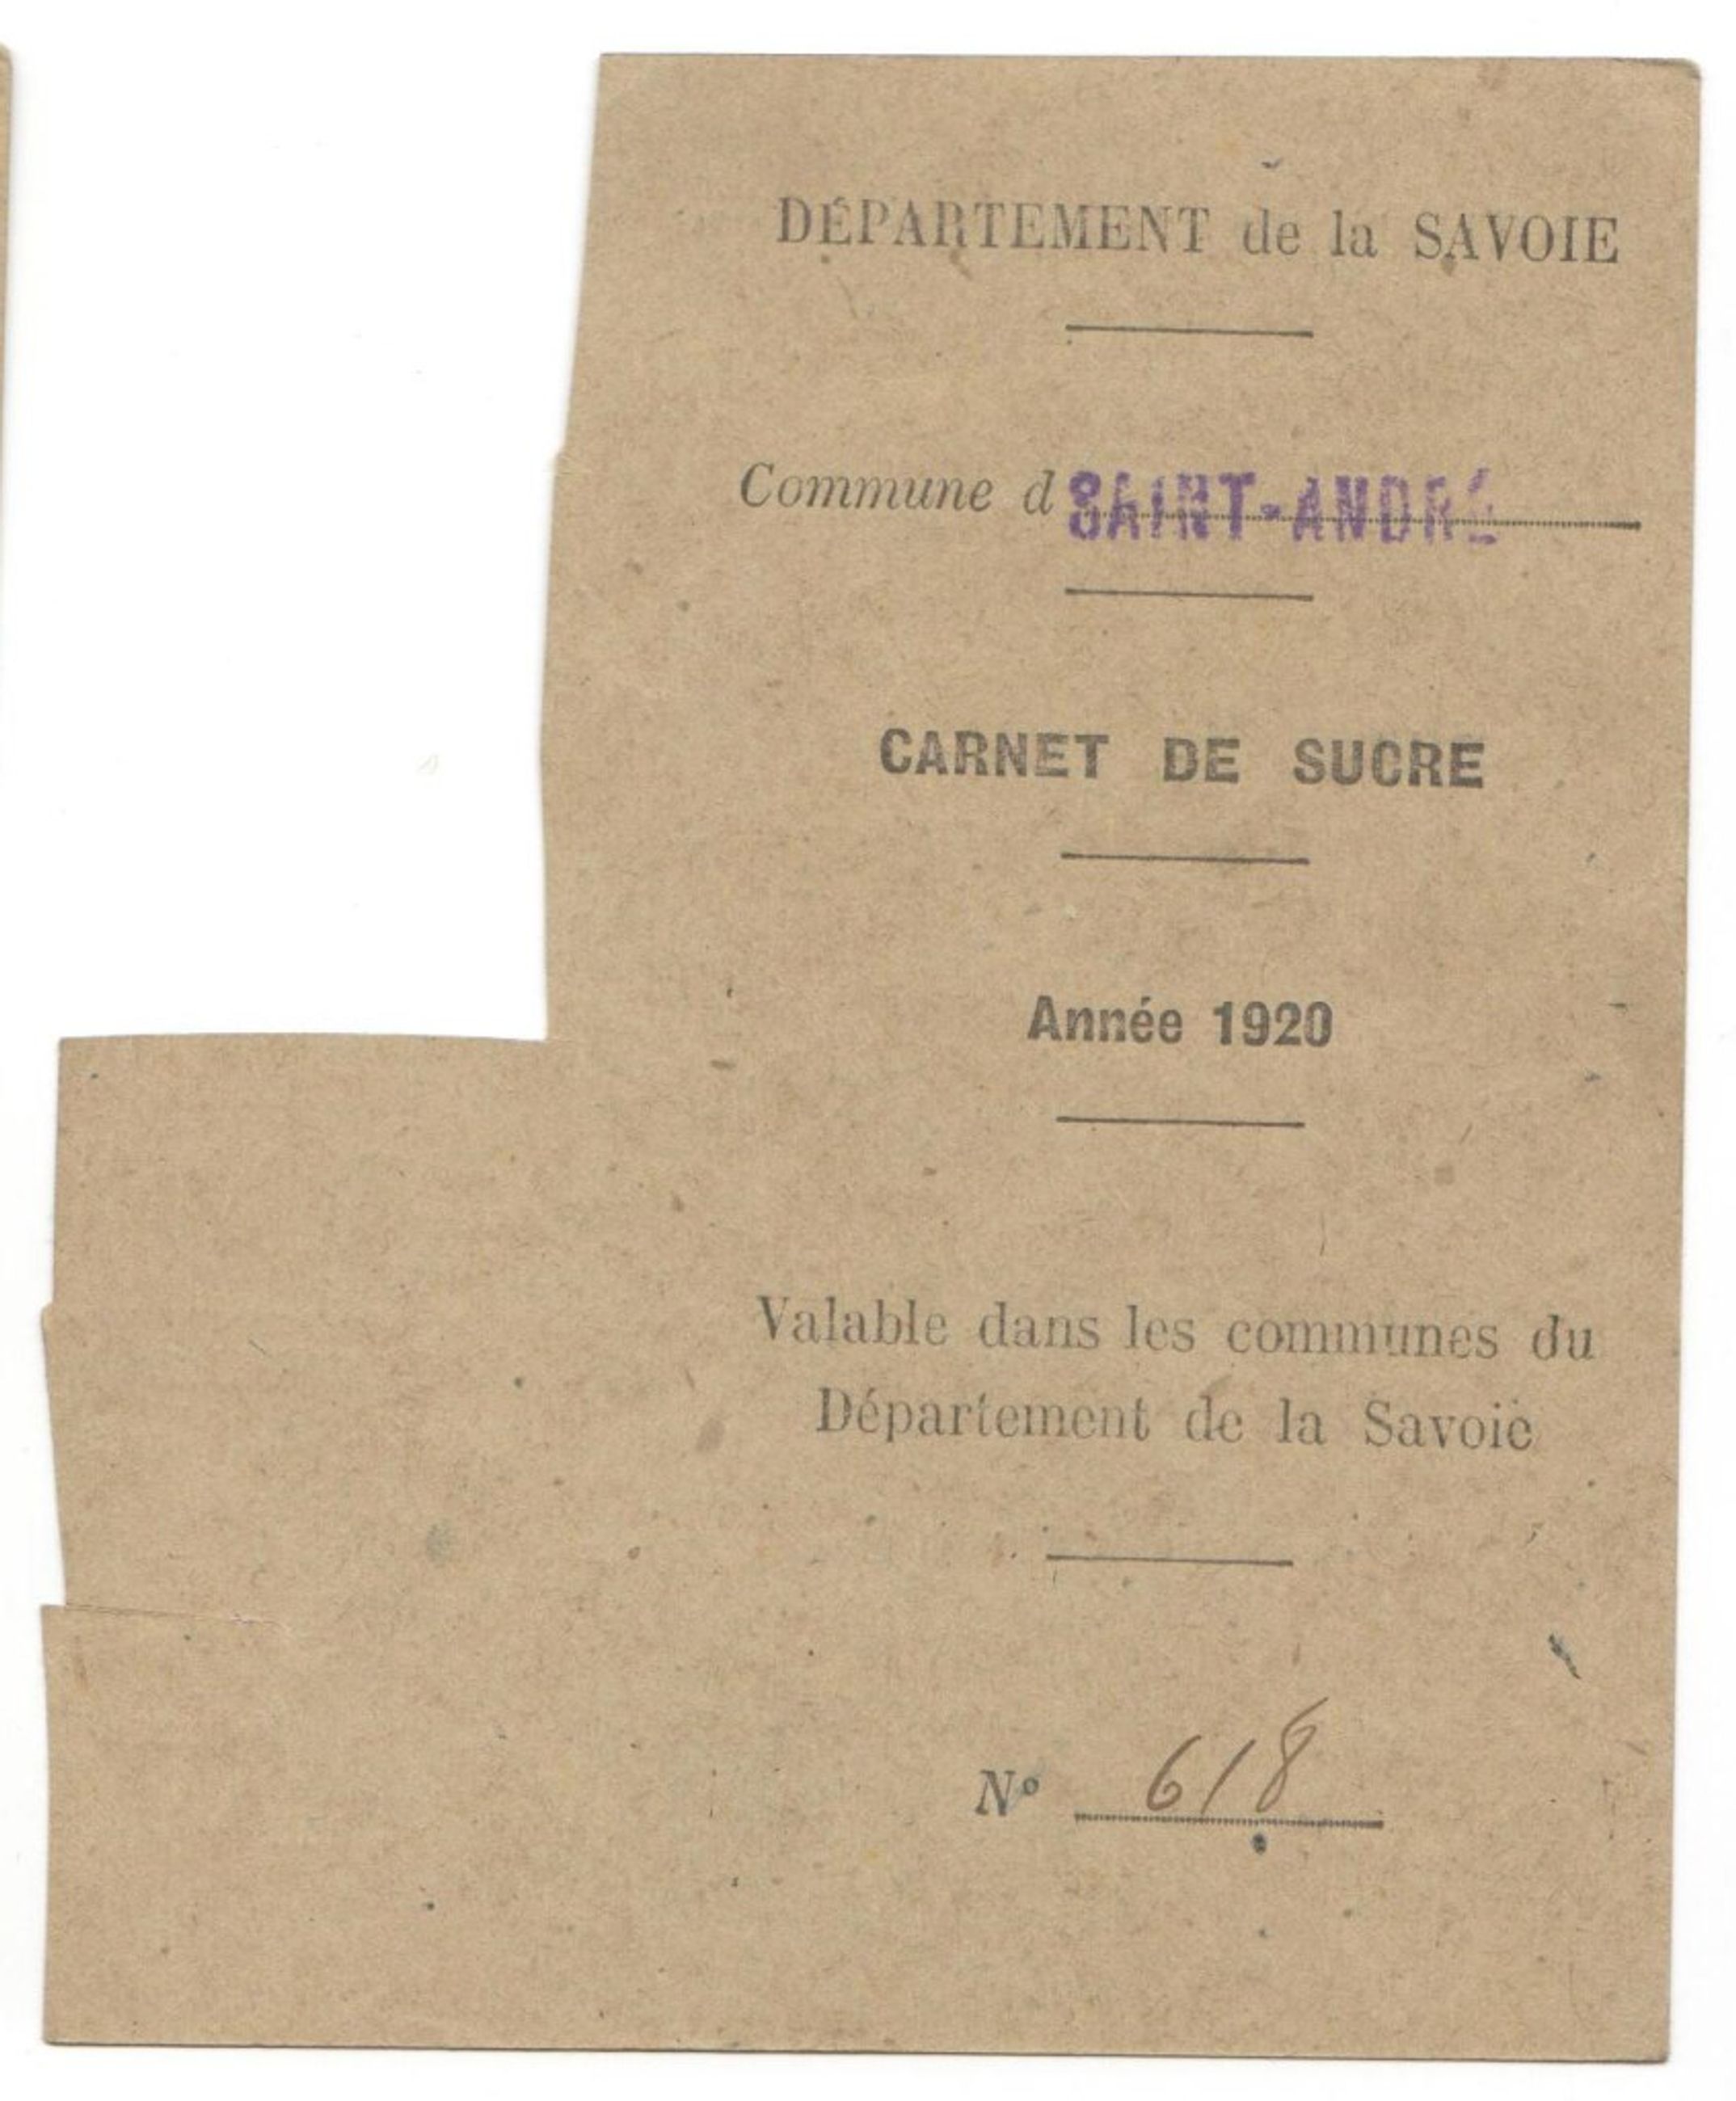 DÉPARTEMENT de la SAVOIE
Commune d SAINT-ANDRÉ
CARNET DE SUCRE
Année 1920
Valable dans les communes du
Département de la Savoie
N° 618